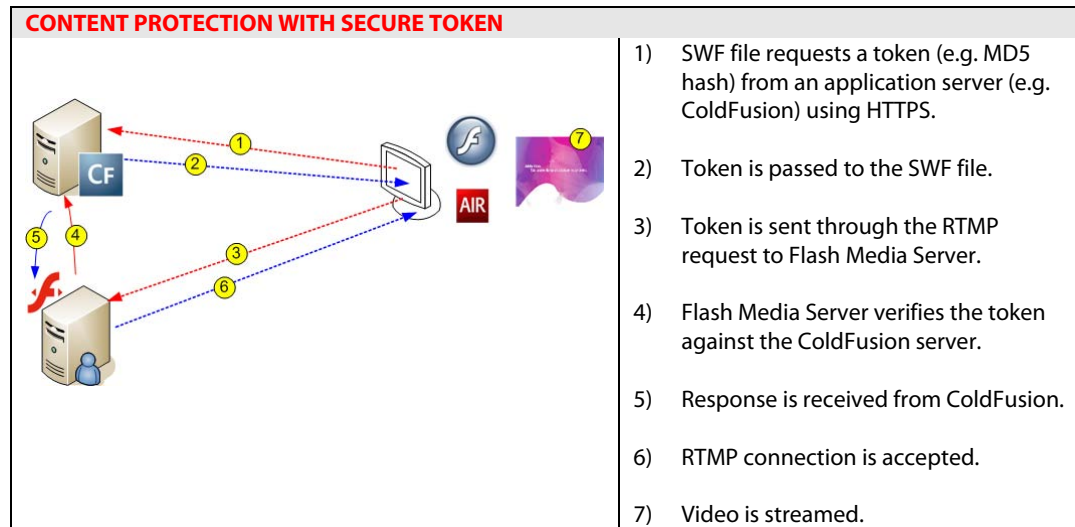 CONTENT PROTECTION WITH SECURE TOKEN
1
2
3
4
5
6
7
CF
AIR
1) SWF file requests a token (e.g. MD5
hash) from an application server (e.g.
ColdFusion) using HTTPS.
2) Token is passed to the SWF file.
3) Token is sent through the RTMP
request to Flash Media Server.
4) Flash Media Server verifies the token
against the ColdFusion server.
5) Response is received from ColdFusion.
6) RTMP connection is accepted.
7) Video is streamed.